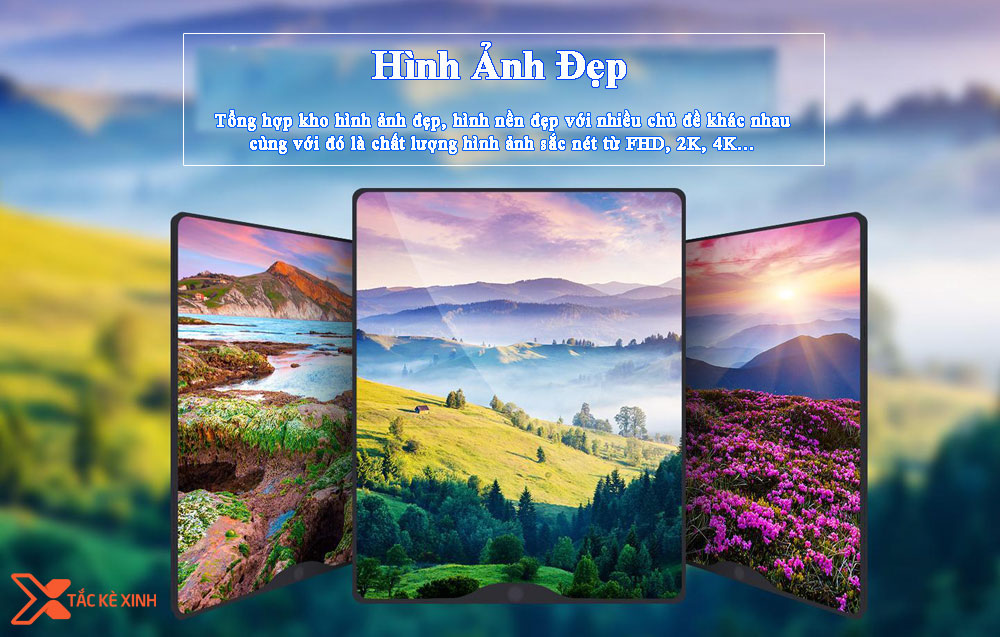 Hình Ảnh Đẹp
Tổng hợp kho hình ảnh đẹp, hình nền đẹp với nhiều chủ đề khác nhau
cùng với đó là chất lượng hình ảnh sắc nét từ FHD, 2K, 4K...
TẮC KÈ XINH